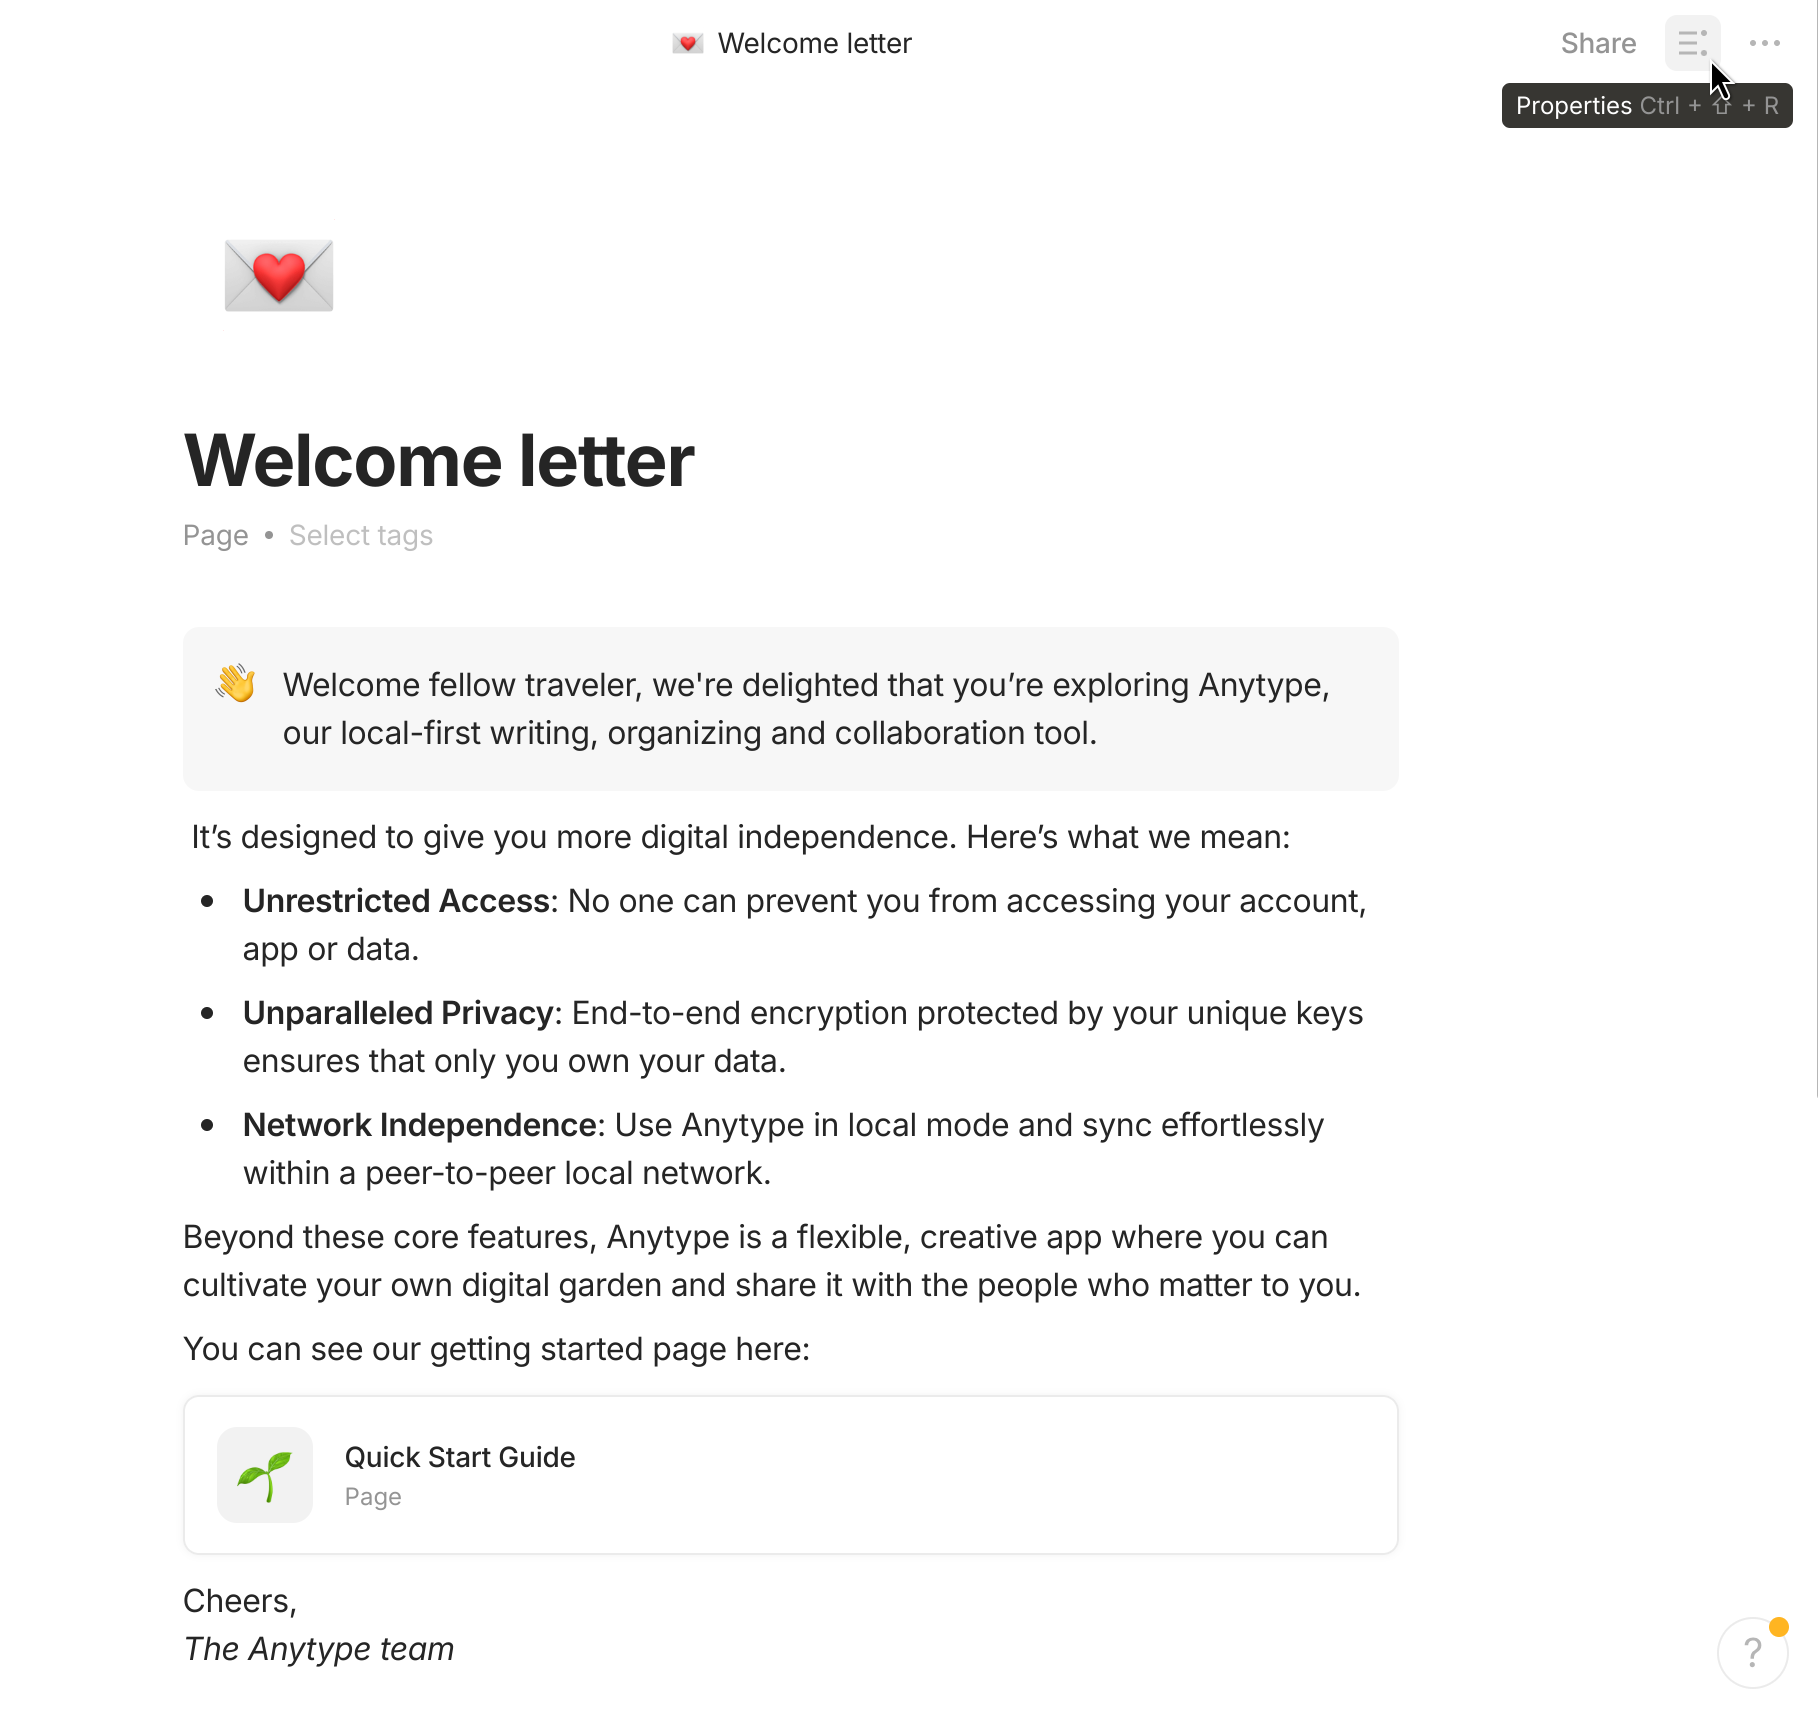 💌 Welcome letter
Share
Properties Ctrl + ⇧ + R
Welcome letter
Page • Select tags
👋 Welcome fellow traveler, we're delighted that you’re exploring Anytype,
our local-first writing, organizing and collaboration tool.
It’s designed to give you more digital independence. Here’s what we mean:
• Unrestricted Access: No one can prevent you from accessing your account,
app or data.
• Unparalleled Privacy: End-to-end encryption protected by your unique keys
ensures that only you own your data.
• Network Independence: Use Anytype in local mode and sync effortlessly
within a peer-to-peer local network.
Beyond these core features, Anytype is a flexible, creative app where you can
cultivate your own digital garden and share it with the people who matter to you.
You can see our getting started page here:
Quick Start Guide
Page
Cheers,
The Anytype team
?